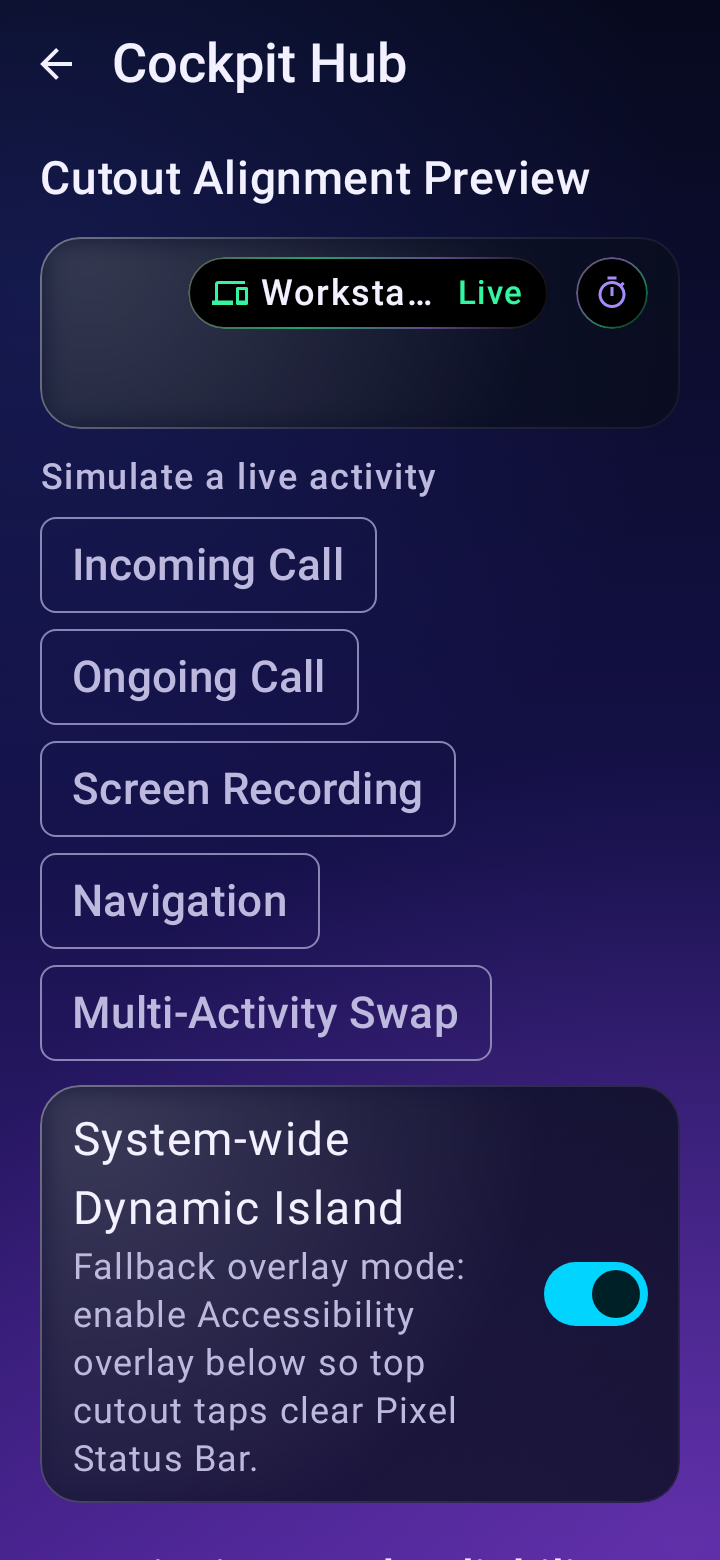 Cockpit Hub
Cutout Alignment Preview
Worksta… Live
Simulate a live activity
Incoming Call
Ongoing Call
Screen Recording
Navigation
Multi-Activity Swap
System-wide
Dynamic Island
Fallback overlay mode:
enable Accessibility
overlay below so top
cutout taps clear Pixel
Status Bar.